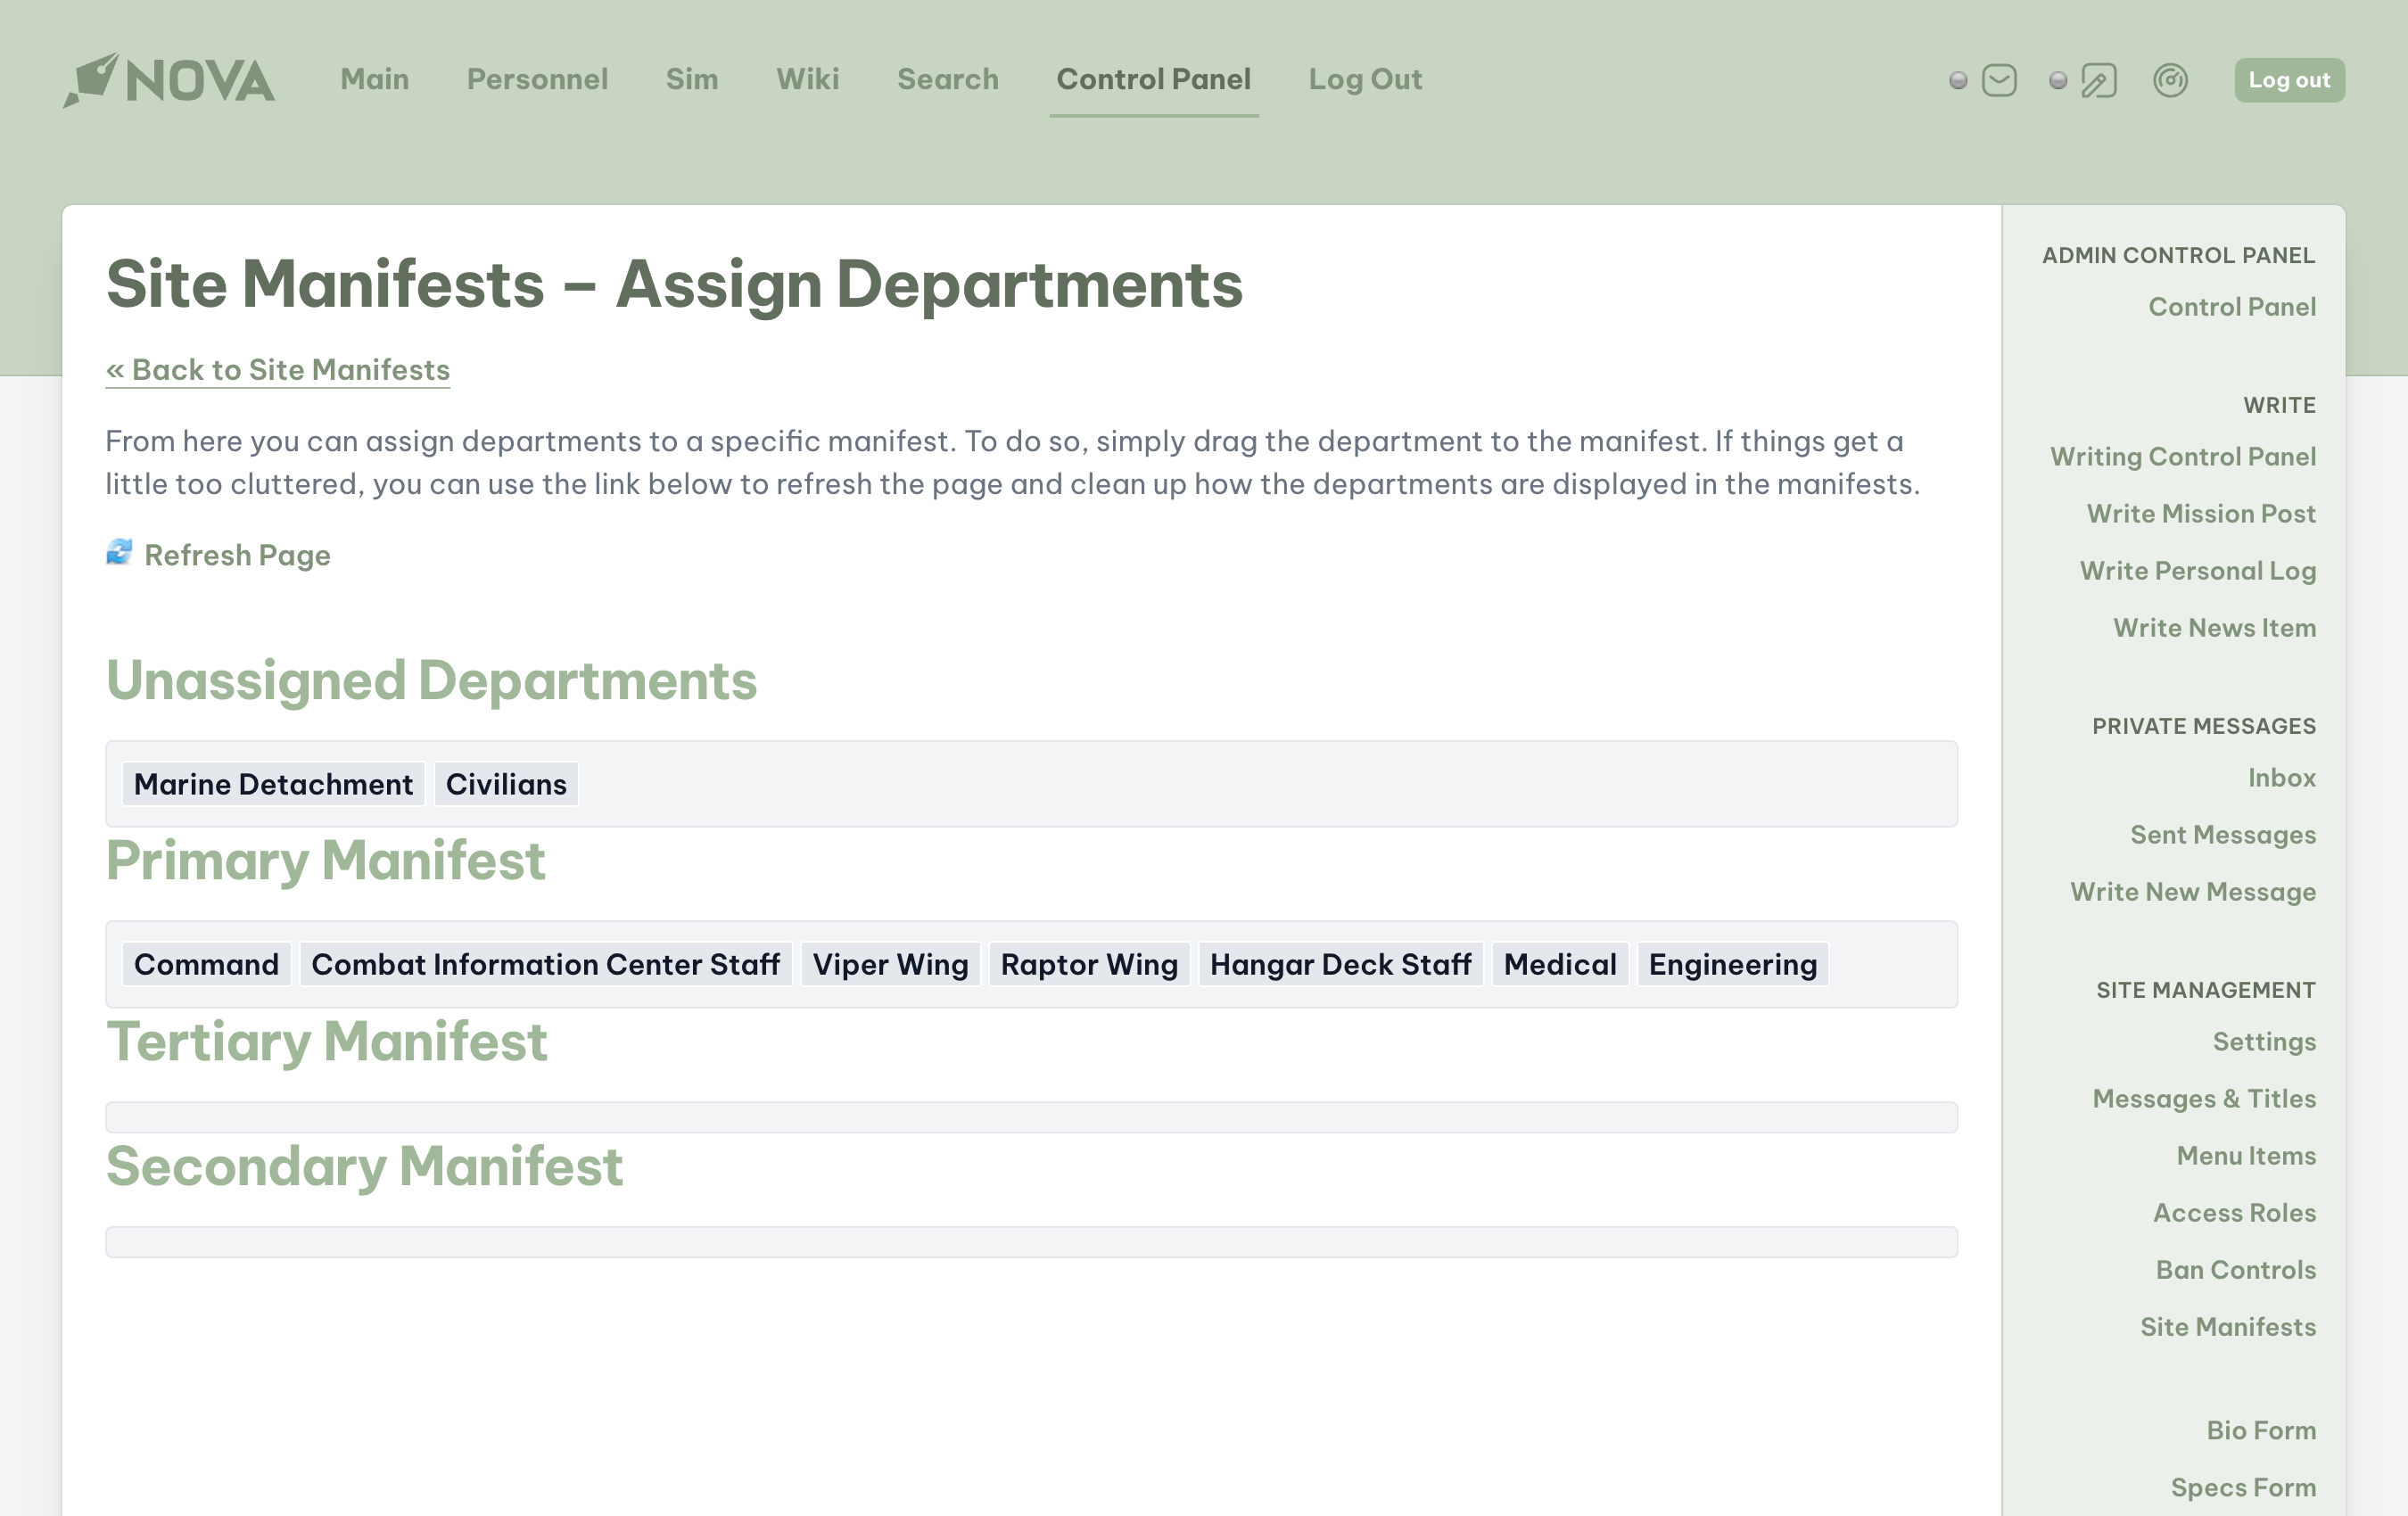 NOVA
Main Personnel Sim Wiki Search Control Panel Log Out
Log out
Site Manifests – Assign Departments
« Back to Site Manifests
From here you can assign departments to a specific manifest. To do so, simply drag the department to the manifest. If things get a
little too cluttered, you can use the link below to refresh the page and clean up how the departments are displayed in the manifests.
Refresh Page
Unassigned Departments
Marine Detachment Civilians
Primary Manifest
Command Combat Information Center Staff Viper Wing Raptor Wing Hangar Deck Staff Medical Engineering
Tertiary Manifest
Secondary Manifest
ADMIN CONTROL PANEL
Control Panel
WRITE
Writing Control Panel
Write Mission Post
Write Personal Log
Write News Item
PRIVATE MESSAGES
Inbox
Sent Messages
Write New Message
SITE MANAGEMENT
Settings
Messages & Titles
Menu Items
Access Roles
Ban Controls
Site Manifests
Bio Form
Specs Form